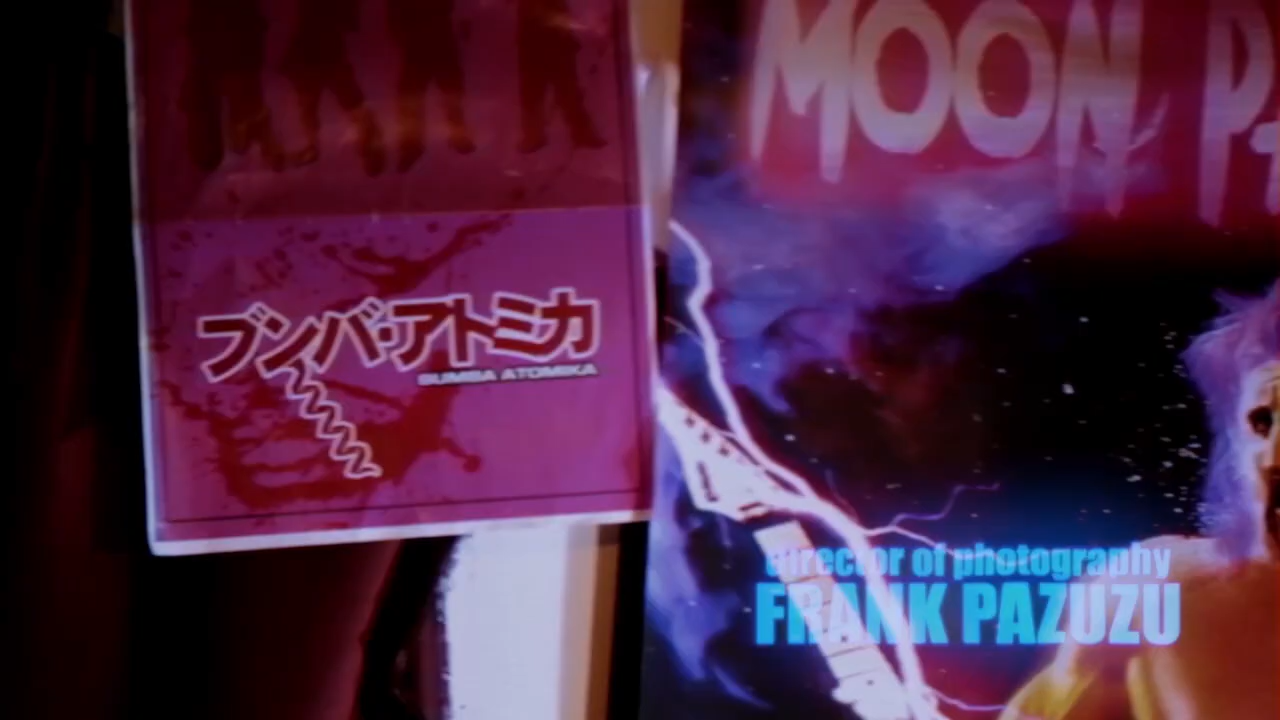 ブンバ・アトミカ
BUMBA ATOMIKA
MOON
director of photography
FRANK PAZUZU